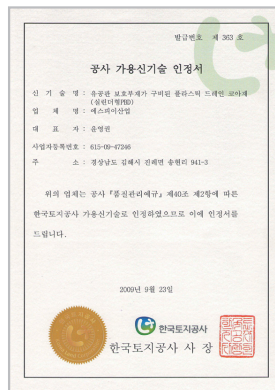 발급번호 제 363 호
공사 가용신기술 인정서
신 기 술 명 : 유공관 보호부재가 구비된 플라스틱 드레인 코아재
(실린더형PBD)
업 체 명 : 에스피이산업
대 표 자 : 윤영권
사업자등록번호 : 615-09-47246
주 소 : 경상남도 김해시 진례면 송현리 941-3
위의 업체는 공사 『품질관리예규』 제40조 제2항에 따른
한국토지공사 가용신기술로 인정하였으므로 이에 인정서를
드립니다.
2009년 9월 23일
한국토지공사
한국토지공사 사 장